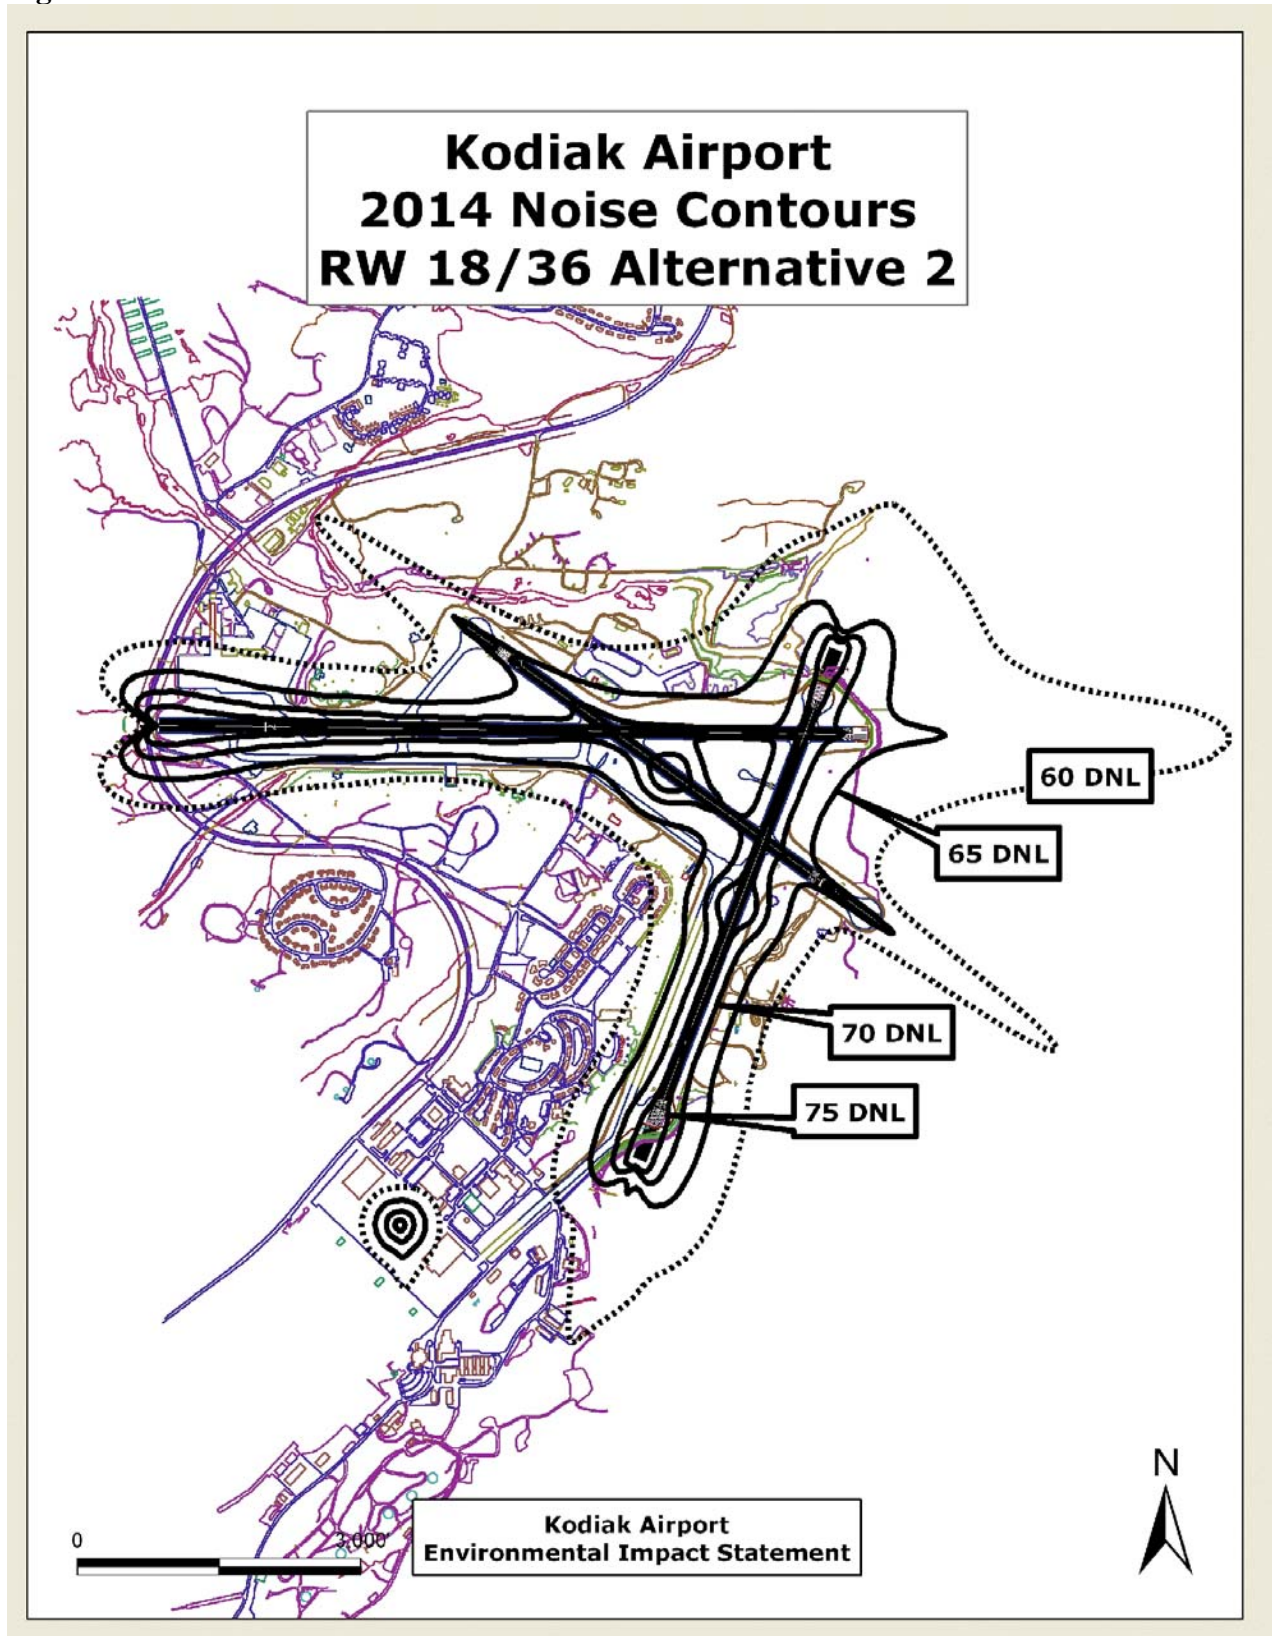 Kodiak Airport
2014 Noise Contours
RW 18/36 Alternative 2
60 DNL
65 DNL
70 DNL
75 DNL
N
0 3,000'
Kodiak Airport
Environmental Impact Statement